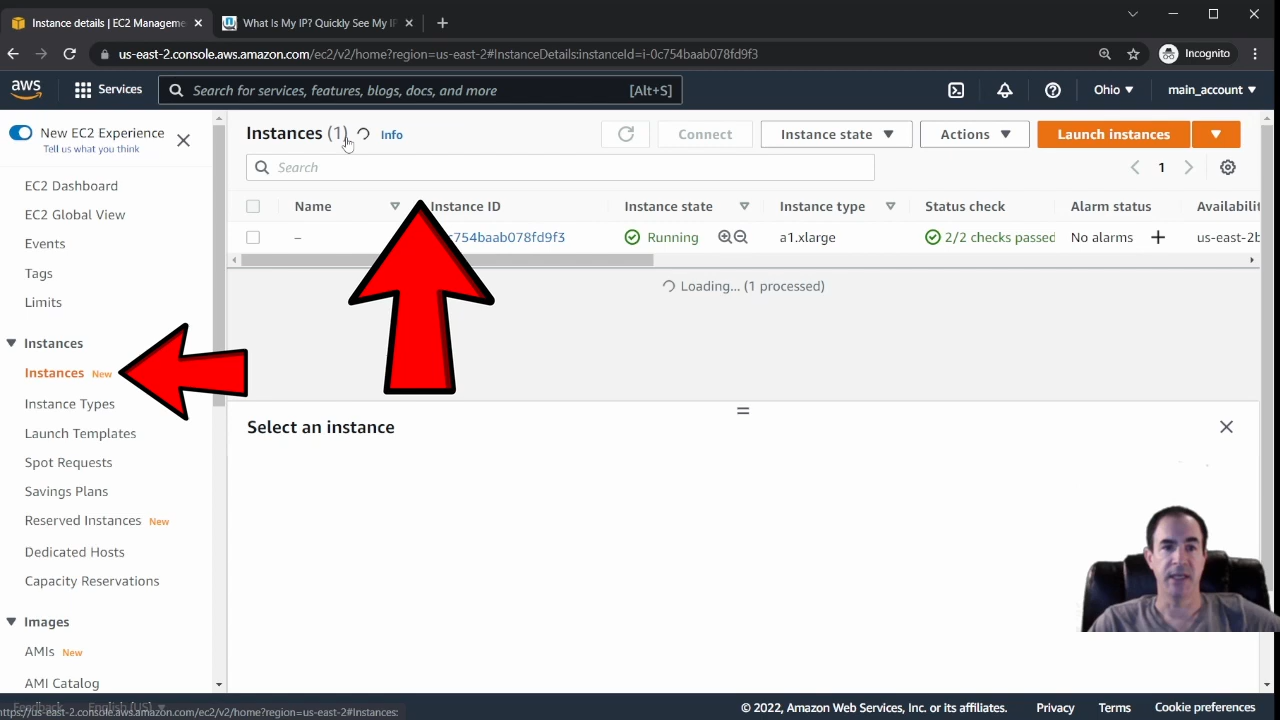 Instance details | EC2 Manageme
What Is My IP? Quickly See My IP
us-east-2.console.aws.amazon.com/ec2/v2/home?region=us-east-2#InstanceDetails:instanceId=i-0c754baab078fd9f3
Incognito
aws
Services
Search for services, features, blogs, docs, and more
[Alt+S]
Ohio
main_account
New EC2 Experience
Tell us what you think
EC2 Dashboard
EC2 Global View
Events
Tags
Limits
Instances
Instances New
Instance Types
Launch Templates
Spot Requests
Savings Plans
Reserved Instances New
Dedicated Hosts
Capacity Reservations
Images
AMIs New
AMI Catalog
Instances (1)
Info
Connect
Instance state
Actions
Launch instances
Search
1
Name
Instance ID
Instance state
Instance type
Status check
Alarm status
Availabilit
–
c754baab078fd9f3
Running
a1.xlarge
2/2 checks passed
No alarms
us-east-2b
Loading... (1 processed)
Select an instance
Feedback
English (US)
https://us-east-2.console.aws.amazon.com/ec2/v2/home?region=us-east-2#Instances:
© 2022, Amazon Web Services, Inc. or its affiliates.
Privacy
Terms
Cookie preferences